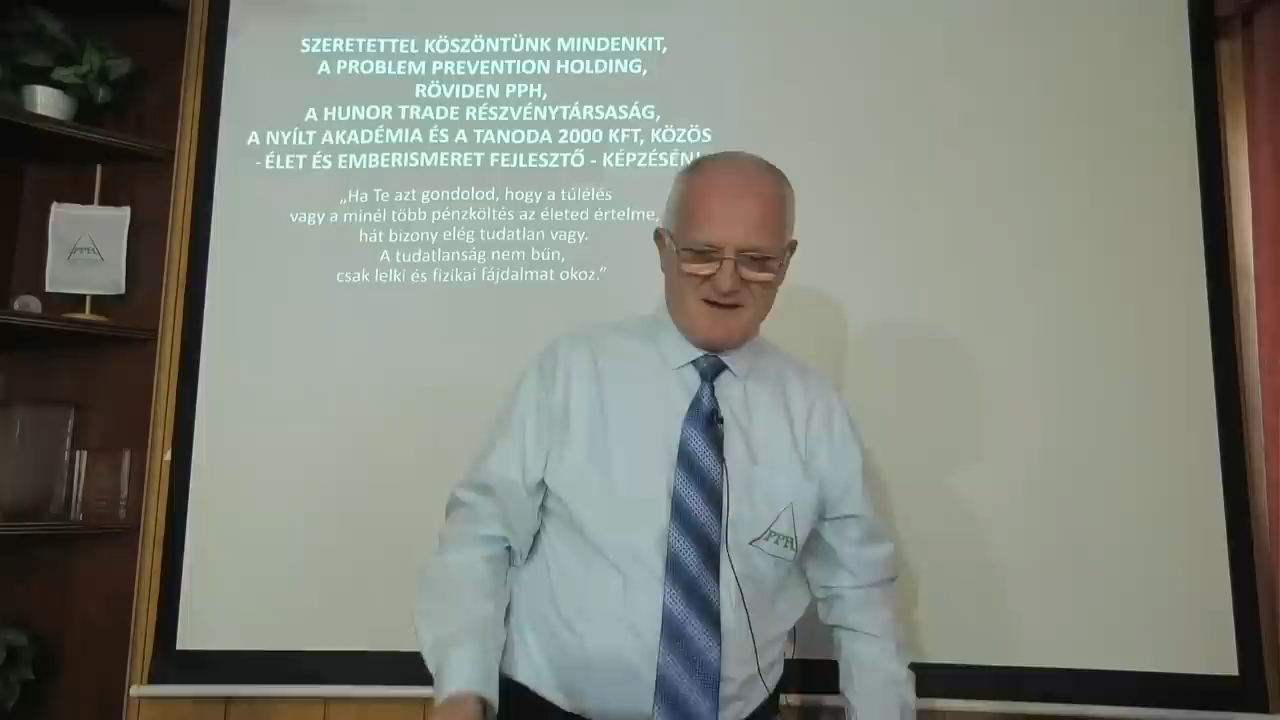 SZERETETTEL KÖSZÖNTÜNK MINDENKIT,
A PROBLEM PREVENTION HOLDING,
RÖVIDEN PPH,
A HUNOR TRADE RÉSZVÉNYTÁRSASÁG,
A NYÍLT AKADÉMIA ÉS A TANODA 2000 KFT, KÖZÖS
- ÉLET ÉS EMBERISMERET FEJLESZTŐ - KÉPZÉSÉN!
„Ha Te azt gondolod, hogy a túlélés
vagy a minél több pénzköltés az életed értelme,
hát bizony elég tudatlan vagy.
A tudatlanság nem bűn,
csak lelki és fizikai fájdalmat okoz.”
PPH
PPH